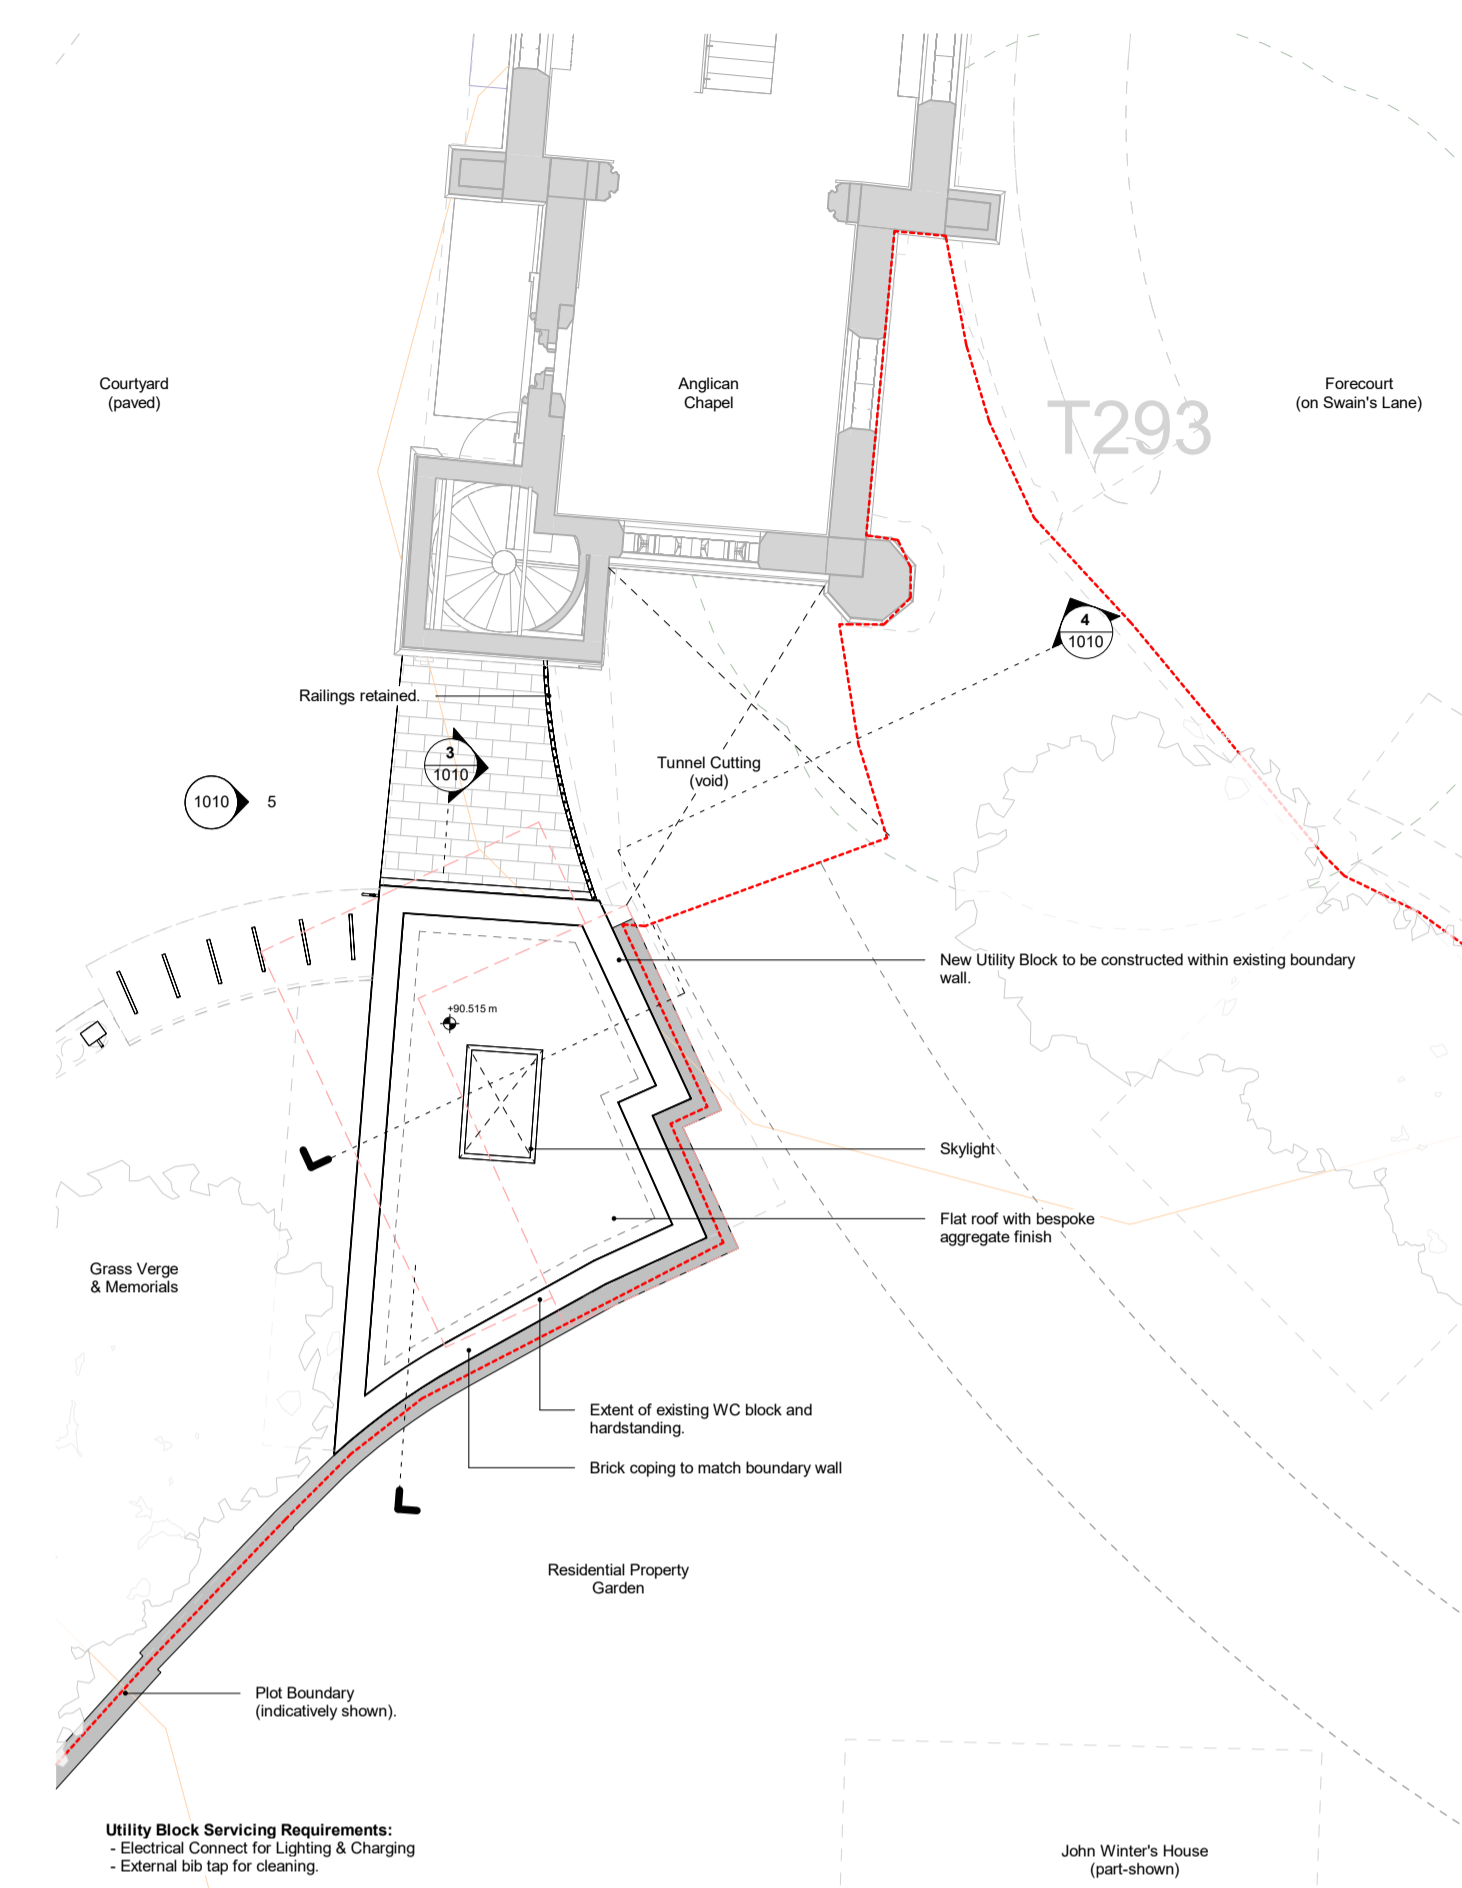 Courtyard
(paved)
Anglican
Chapel
Forecourt
(on Swain's Lane)
T293
4
1010
Railings retained.
3
1010
Tunnel Cutting
(void)
1010
5
New Utility Block to be constructed within existing boundary
wall.
+90.515 m
Skylight
Flat roof with bespoke
aggregate finish
Grass Verge
& Memorials
Extent of existing WC block and
hardstanding.
Brick coping to match boundary wall
Residential Property
Garden
Plot Boundary
(indicatively shown).
Utility Block Servicing Requirements:
- Electrical Connect for Lighting & Charging
- External bib tap for cleaning.
John Winter's House
(part-shown)